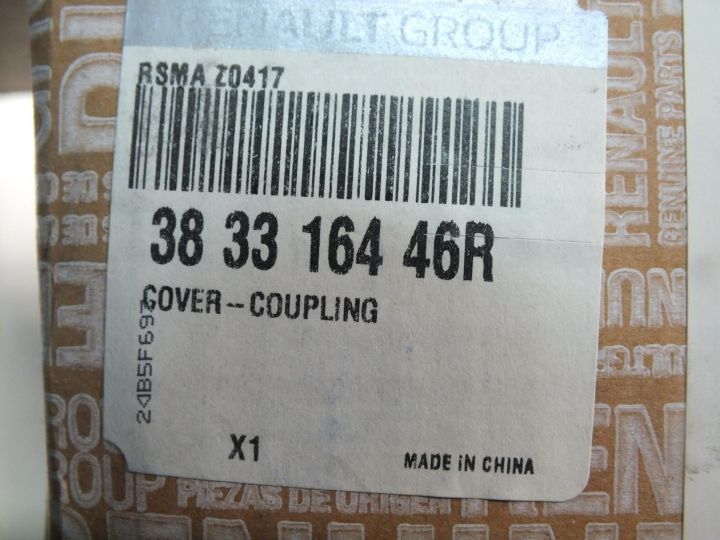 RENAULT GROUP
RSMA Z0417
38 33 164 46R
COVER-COUPLING
X1
MADE IN CHINA
RENAULT
GENUINE PARTS
PIEZAS DE ORIGEN
GROUP